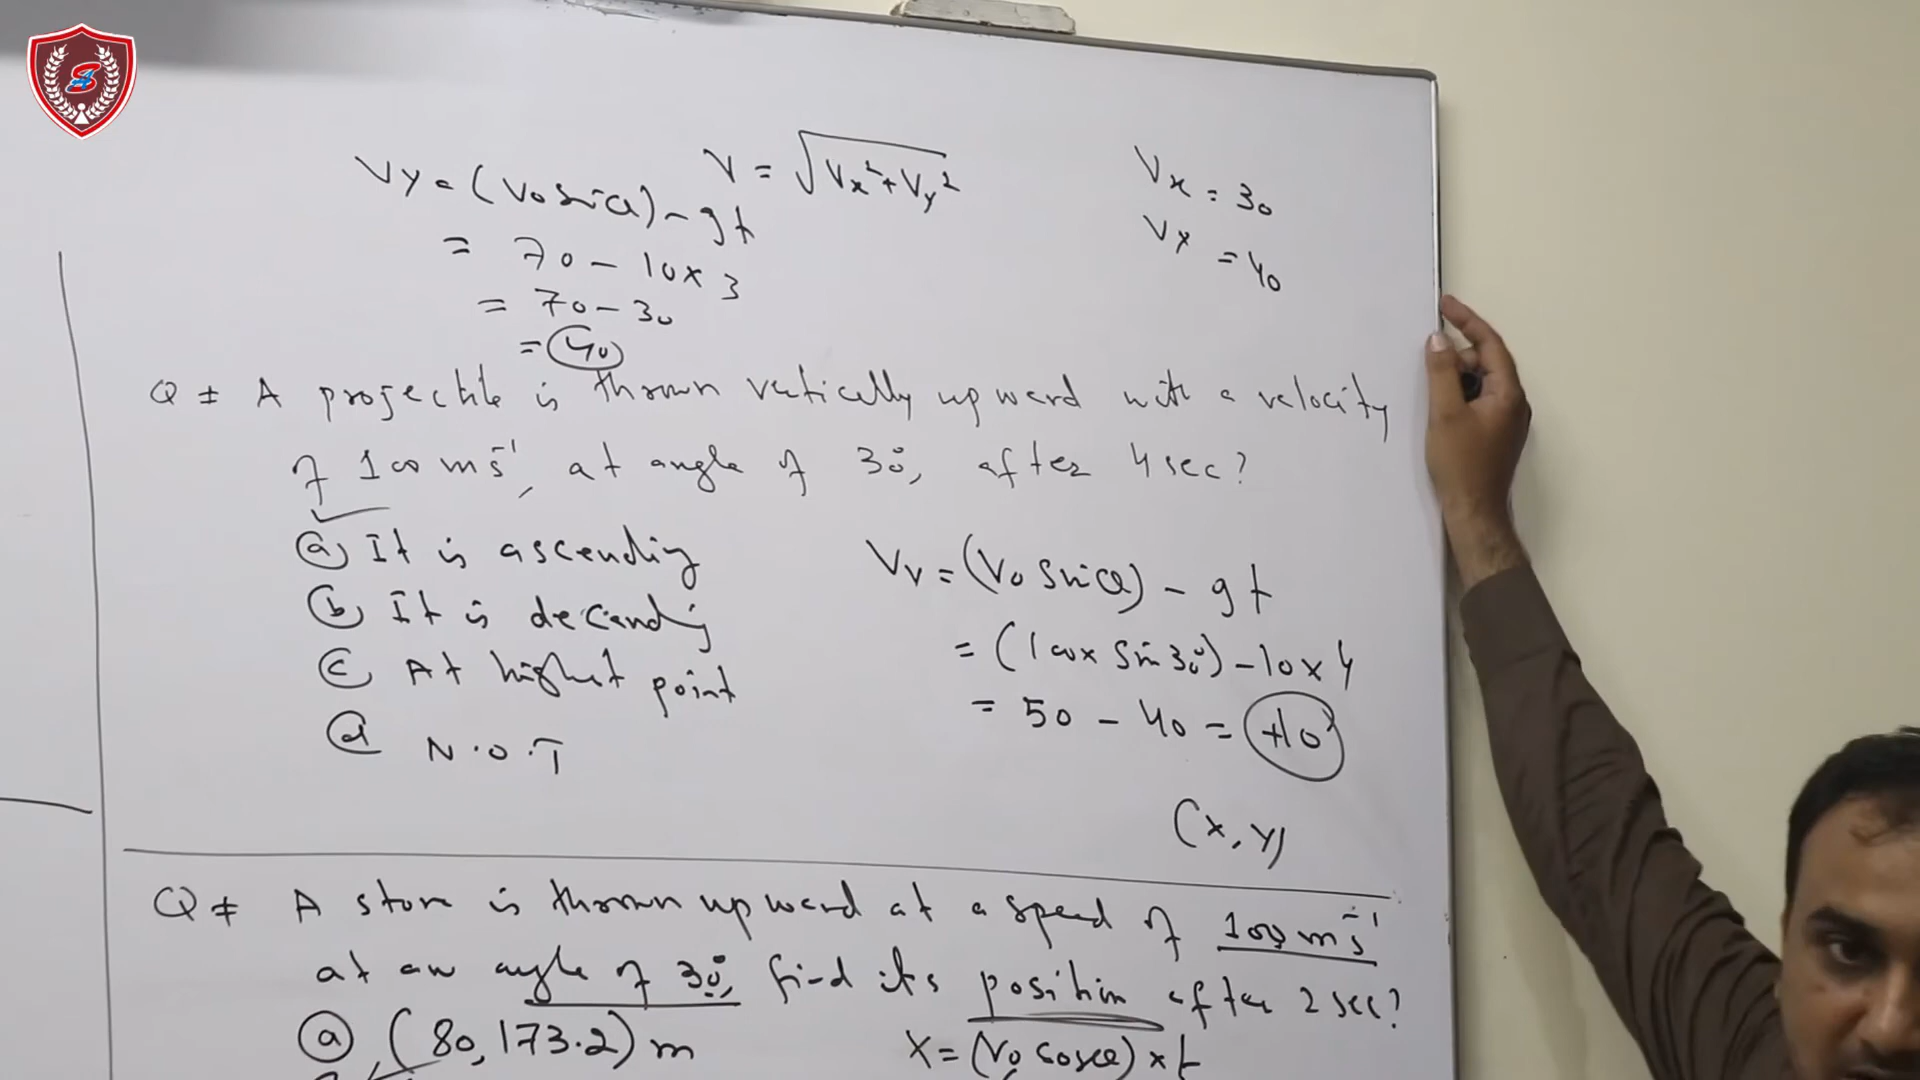 Vy = (Vo sinα) - gt
= 70 - 10 x 3
= 70 - 30
= 40
V = √Vx² + Vy²
Vx = 30
Vy = 40
Q # A projectile is thrown vertically upward with a velocity
of 100 ms⁻¹, at angle of 30°, after 4 sec?
ⓐ It is ascending
ⓑ It is decending
ⓒ At highest point
ⓓ N.O.T
Vy = (Vo sinα) - gt
= (100 x sin 30°) - 10 x 4
= 50 - 40 = +10
(x, y)
Q # A stone is thrown upward at a speed of 100 ms⁻¹
at an angle of 30°, find its position after 2 sec?
ⓐ (80, 173.2) m
X = (Vo cosα) x t